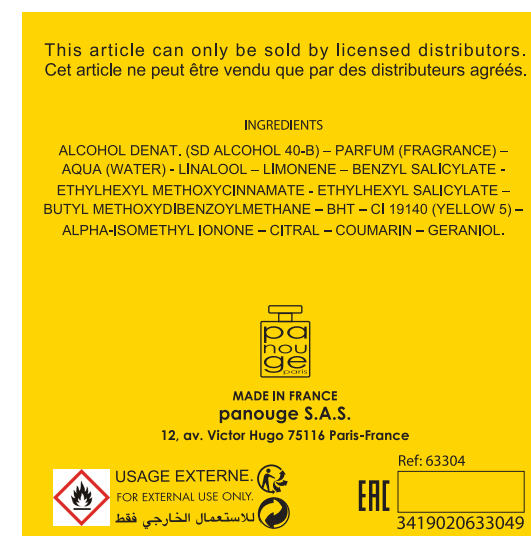 This article can only be sold by licensed distributors.
Cet article ne peut être vendu que par des distributeurs agréés.
INGREDIENTS
ALCOHOL DENAT. (SD ALCOHOL 40-B) – PARFUM (FRAGRANCE) –
AQUA (WATER) - LINALOOL – LIMONENE – BENZYL SALICYLATE -
ETHYLHEXYL METHOXYCINNAMATE - ETHYLHEXYL SALICYLATE –
BUTYL METHOXYDIBENZOYLMETHANE – BHT – CI 19140 (YELLOW 5) –
ALPHA-ISOMETHYL IONONE – CITRAL – COUMARIN – GERANIOL.
pa
nou
ge
paris
MADE IN FRANCE
panouge S.A.S.
12, av. Victor Hugo 75116 Paris-France
USAGE EXTERNE.
FOR EXTERNAL USE ONLY.
للاستعمال الخارجي فقط
EAC
Ref: 63304
3419020633049